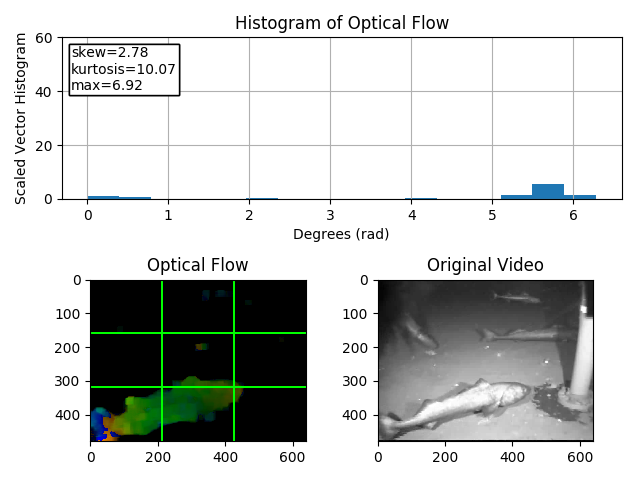 Histogram of Optical Flow
60
40
20
0
Scaled Vector Histogram
skew=2.78
kurtosis=10.07
max=6.92
0 1 2 3 4 5 6
Degrees (rad)
Optical Flow
0
100
200
300
400
0 200 400 600
Original Video
0
100
200
300
400
0 200 400 600